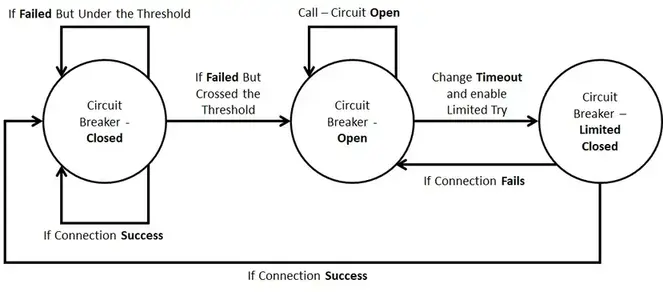 If Failed But Under the Threshold
Call – Circuit Open
If Failed But
Crossed the
Threshold
Change Timeout
and enable
Limited Try
Circuit
Breaker -
Closed
Circuit
Breaker -
Open
Circuit
Breaker –
Limited
Closed
If Connection Fails
If Connection Success
If Connection Success